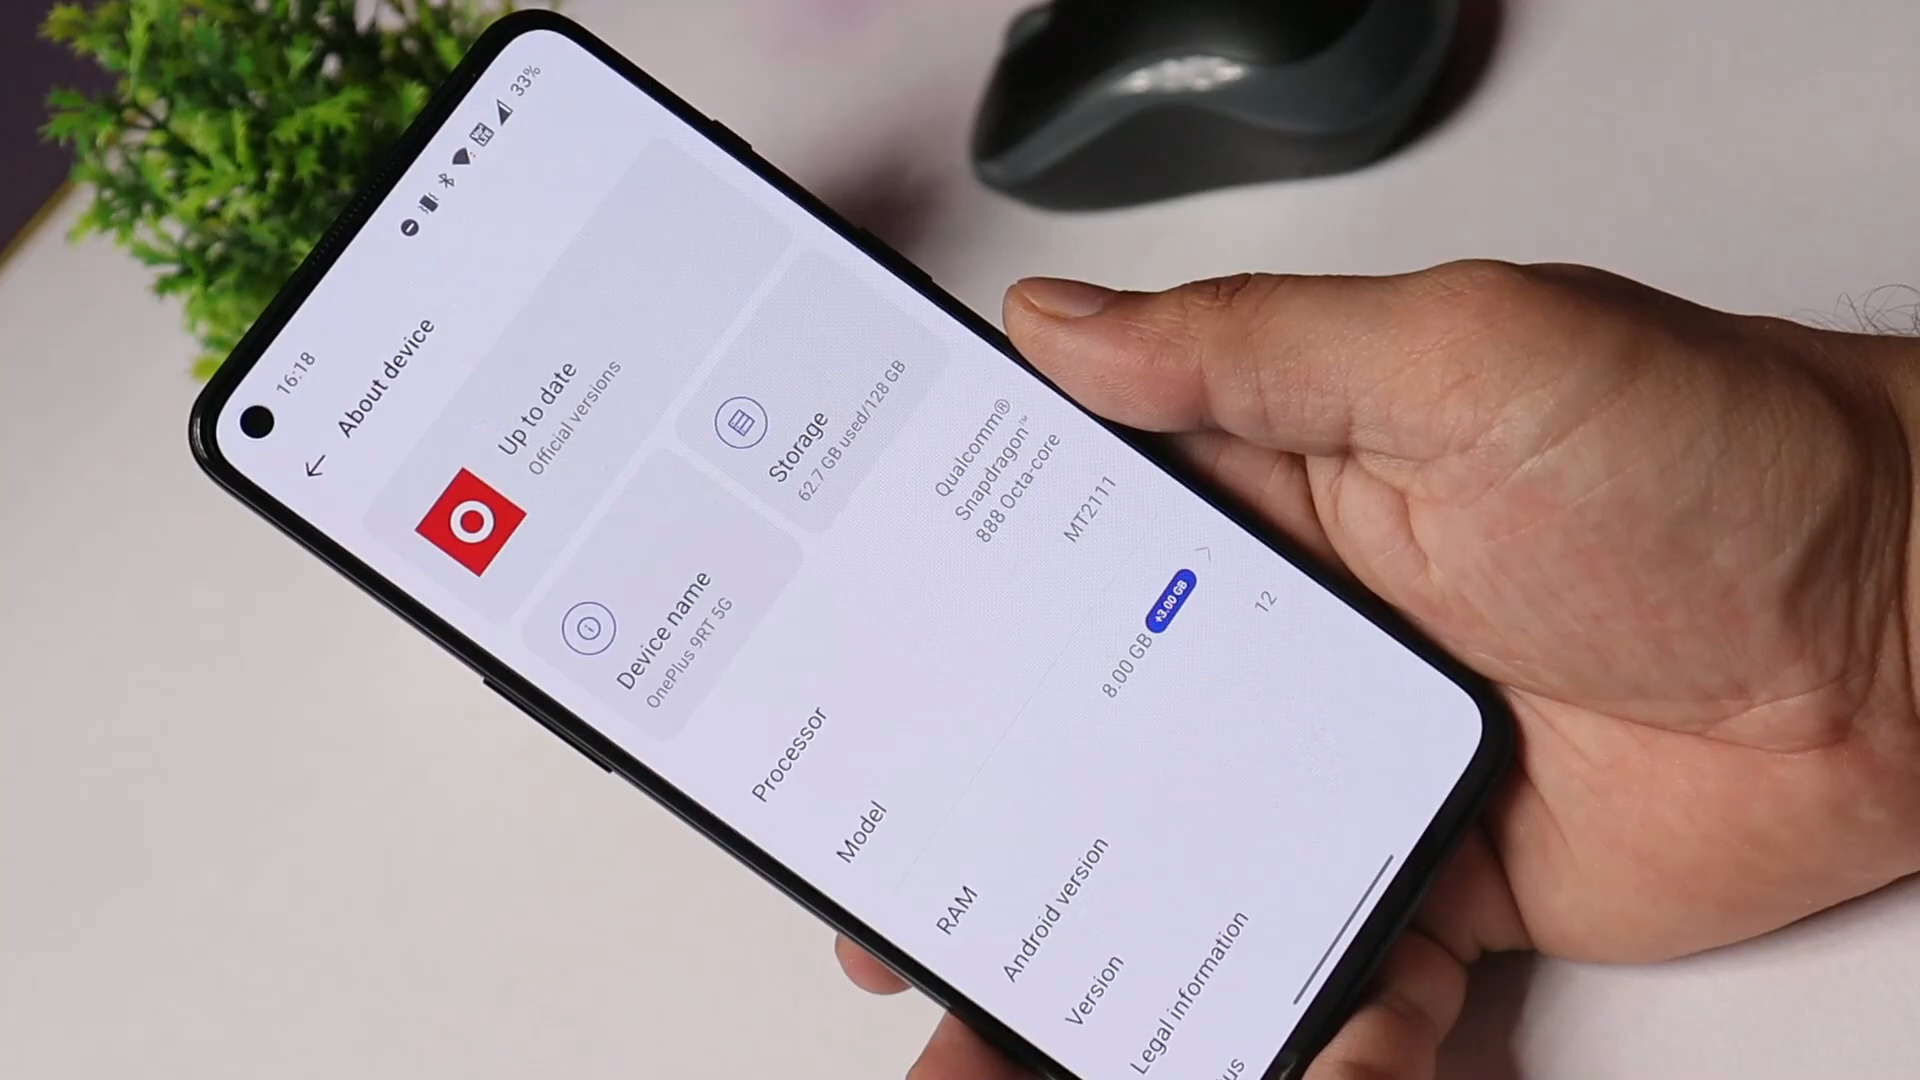 16:18
33%
About device
Up to date
Official versions
Device name
OnePlus 9RT 5G
Storage
62.7 GB used/128 GB
Processor
Qualcomm®
Snapdragon™
888 Octa-core
Model
MT2111
RAM
8.00 GB +3.00 GB
Android version
12
Version
Legal information